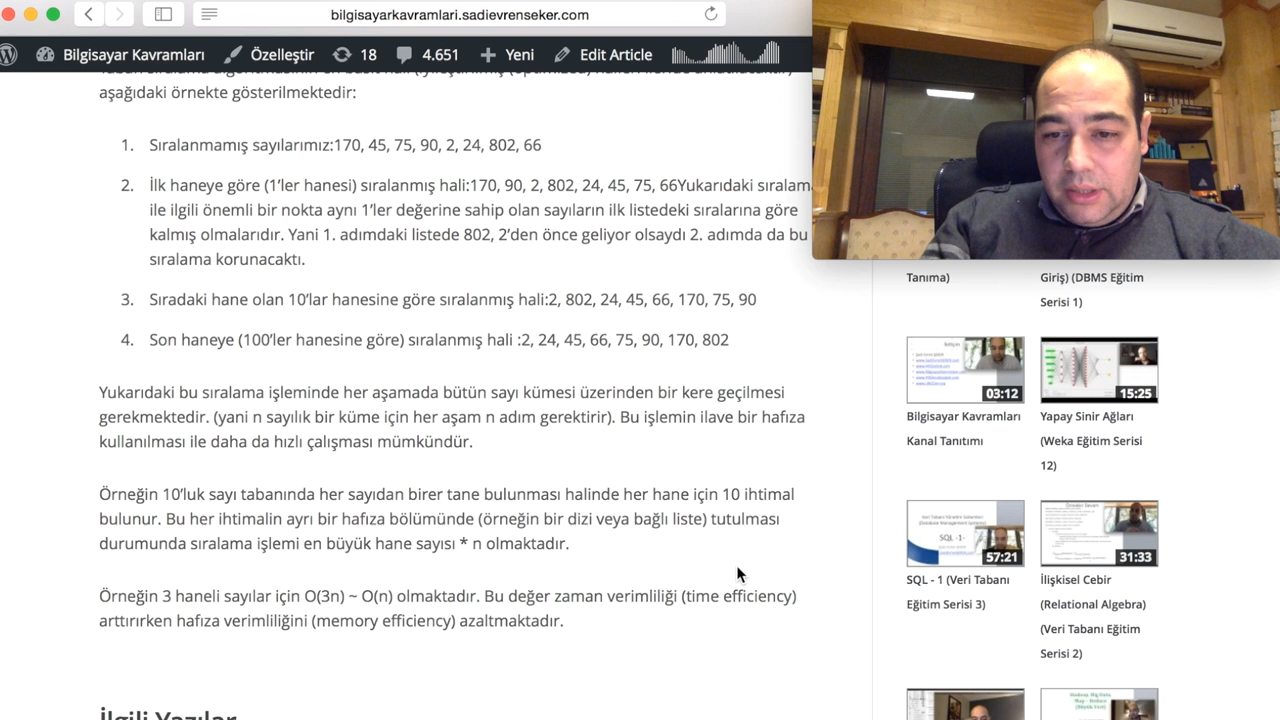 bilgisayarkavramlari.sadievrenseker.com
Bilgisayar Kavramları Özelleştir 18 4.651 Yeni Edit Article
aşağıdaki örnekte gösterilmektedir:
1. Sıralanmamış sayılarımız:170, 45, 75, 90, 2, 24, 802, 66
2. İlk haneye göre (1’ler hanesi) sıralanmış hali:170, 90, 2, 802, 24, 45, 75, 66Yukarıdaki sıralama
ile ilgili önemli bir nokta aynı 1’ler değerine sahip olan sayıların ilk listedeki sıralarına göre
kalmış olmalarıdır. Yani 1. adımdaki listede 802, 2’den önce geliyor olsaydı 2. adımda da bu
sıralama korunacaktı.
3. Sıradaki hane olan 10’lar hanesine göre sıralanmış hali:2, 802, 24, 45, 66, 170, 75, 90
4. Son haneye (100’ler hanesine göre) sıralanmış hali :2, 24, 45, 66, 75, 90, 170, 802
Yukarıdaki bu sıralama işleminde her aşamada bütün sayı kümesi üzerinden bir kere geçilmesi
gerekmektedir. (yani n sayılık bir küme için her aşam n adım gerektirir). Bu işlemin ilave bir hafıza
kullanılması ile daha da hızlı çalışması mümkündür.
Örneğin 10’luk sayı tabanında her sayıdan birer tane bulunması halinde her hane için 10 ihtimal
bulunur. Bu her ihtimalin ayrı bir hafıza bölümünde (örneğin bir dizi veya bağlı liste) tutulması
durumunda sıralama işlemi en büyük hane sayısı * n olmaktadır.
Örneğin 3 haneli sayılar için O(3n) ~ O(n) olmaktadır. Bu değer zaman verimliliği (time efficiency)
arttırırken hafıza verimliliğini (memory efficiency) azaltmaktadır.
İlgili Yazılar
Tanıma)
Giriş) (DBMS Eğitim
Serisi 1)
03:12
Bilgisayar Kavramları
Kanal Tanıtımı
15:25
Yapay Sinir Ağları
(Weka Eğitim Serisi
12)
SQL -1-
57:21
SQL - 1 (Veri Tabanı
Eğitim Serisi 3)
31:33
İlişkisel Cebir
(Relational Algebra)
(Veri Tabanı Eğitim
Serisi 2)